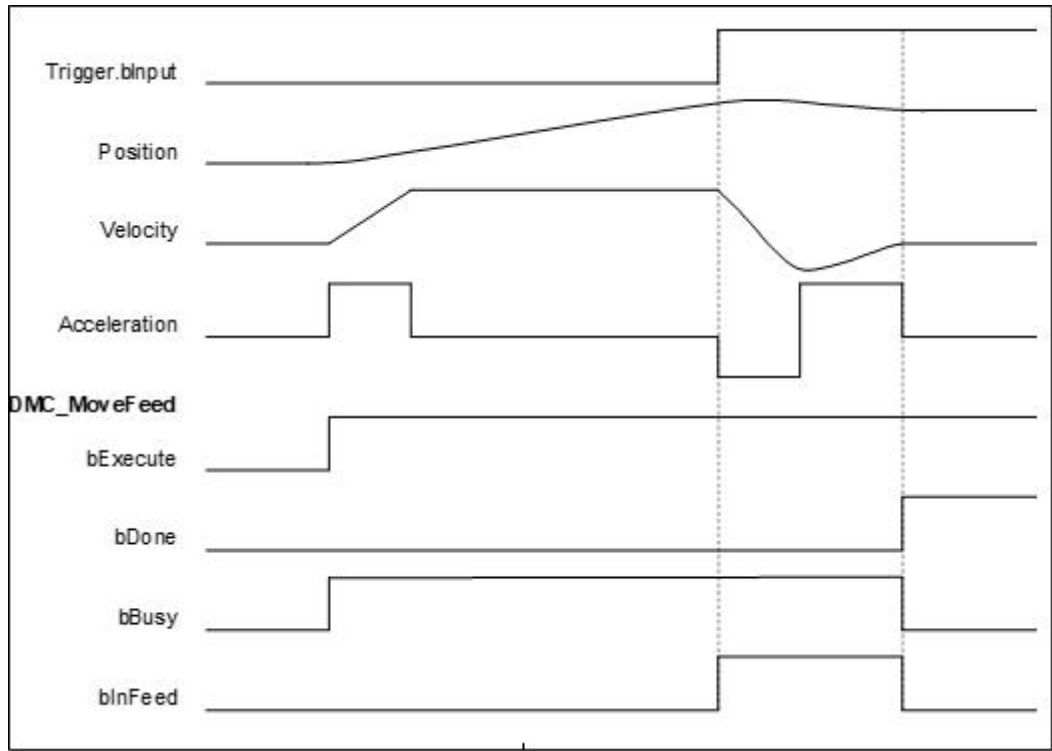 Trigger.bInput
Position
Velocity
Acceleration
DMC_MoveFeed
bExecute
bDone
bBusy
bInFeed